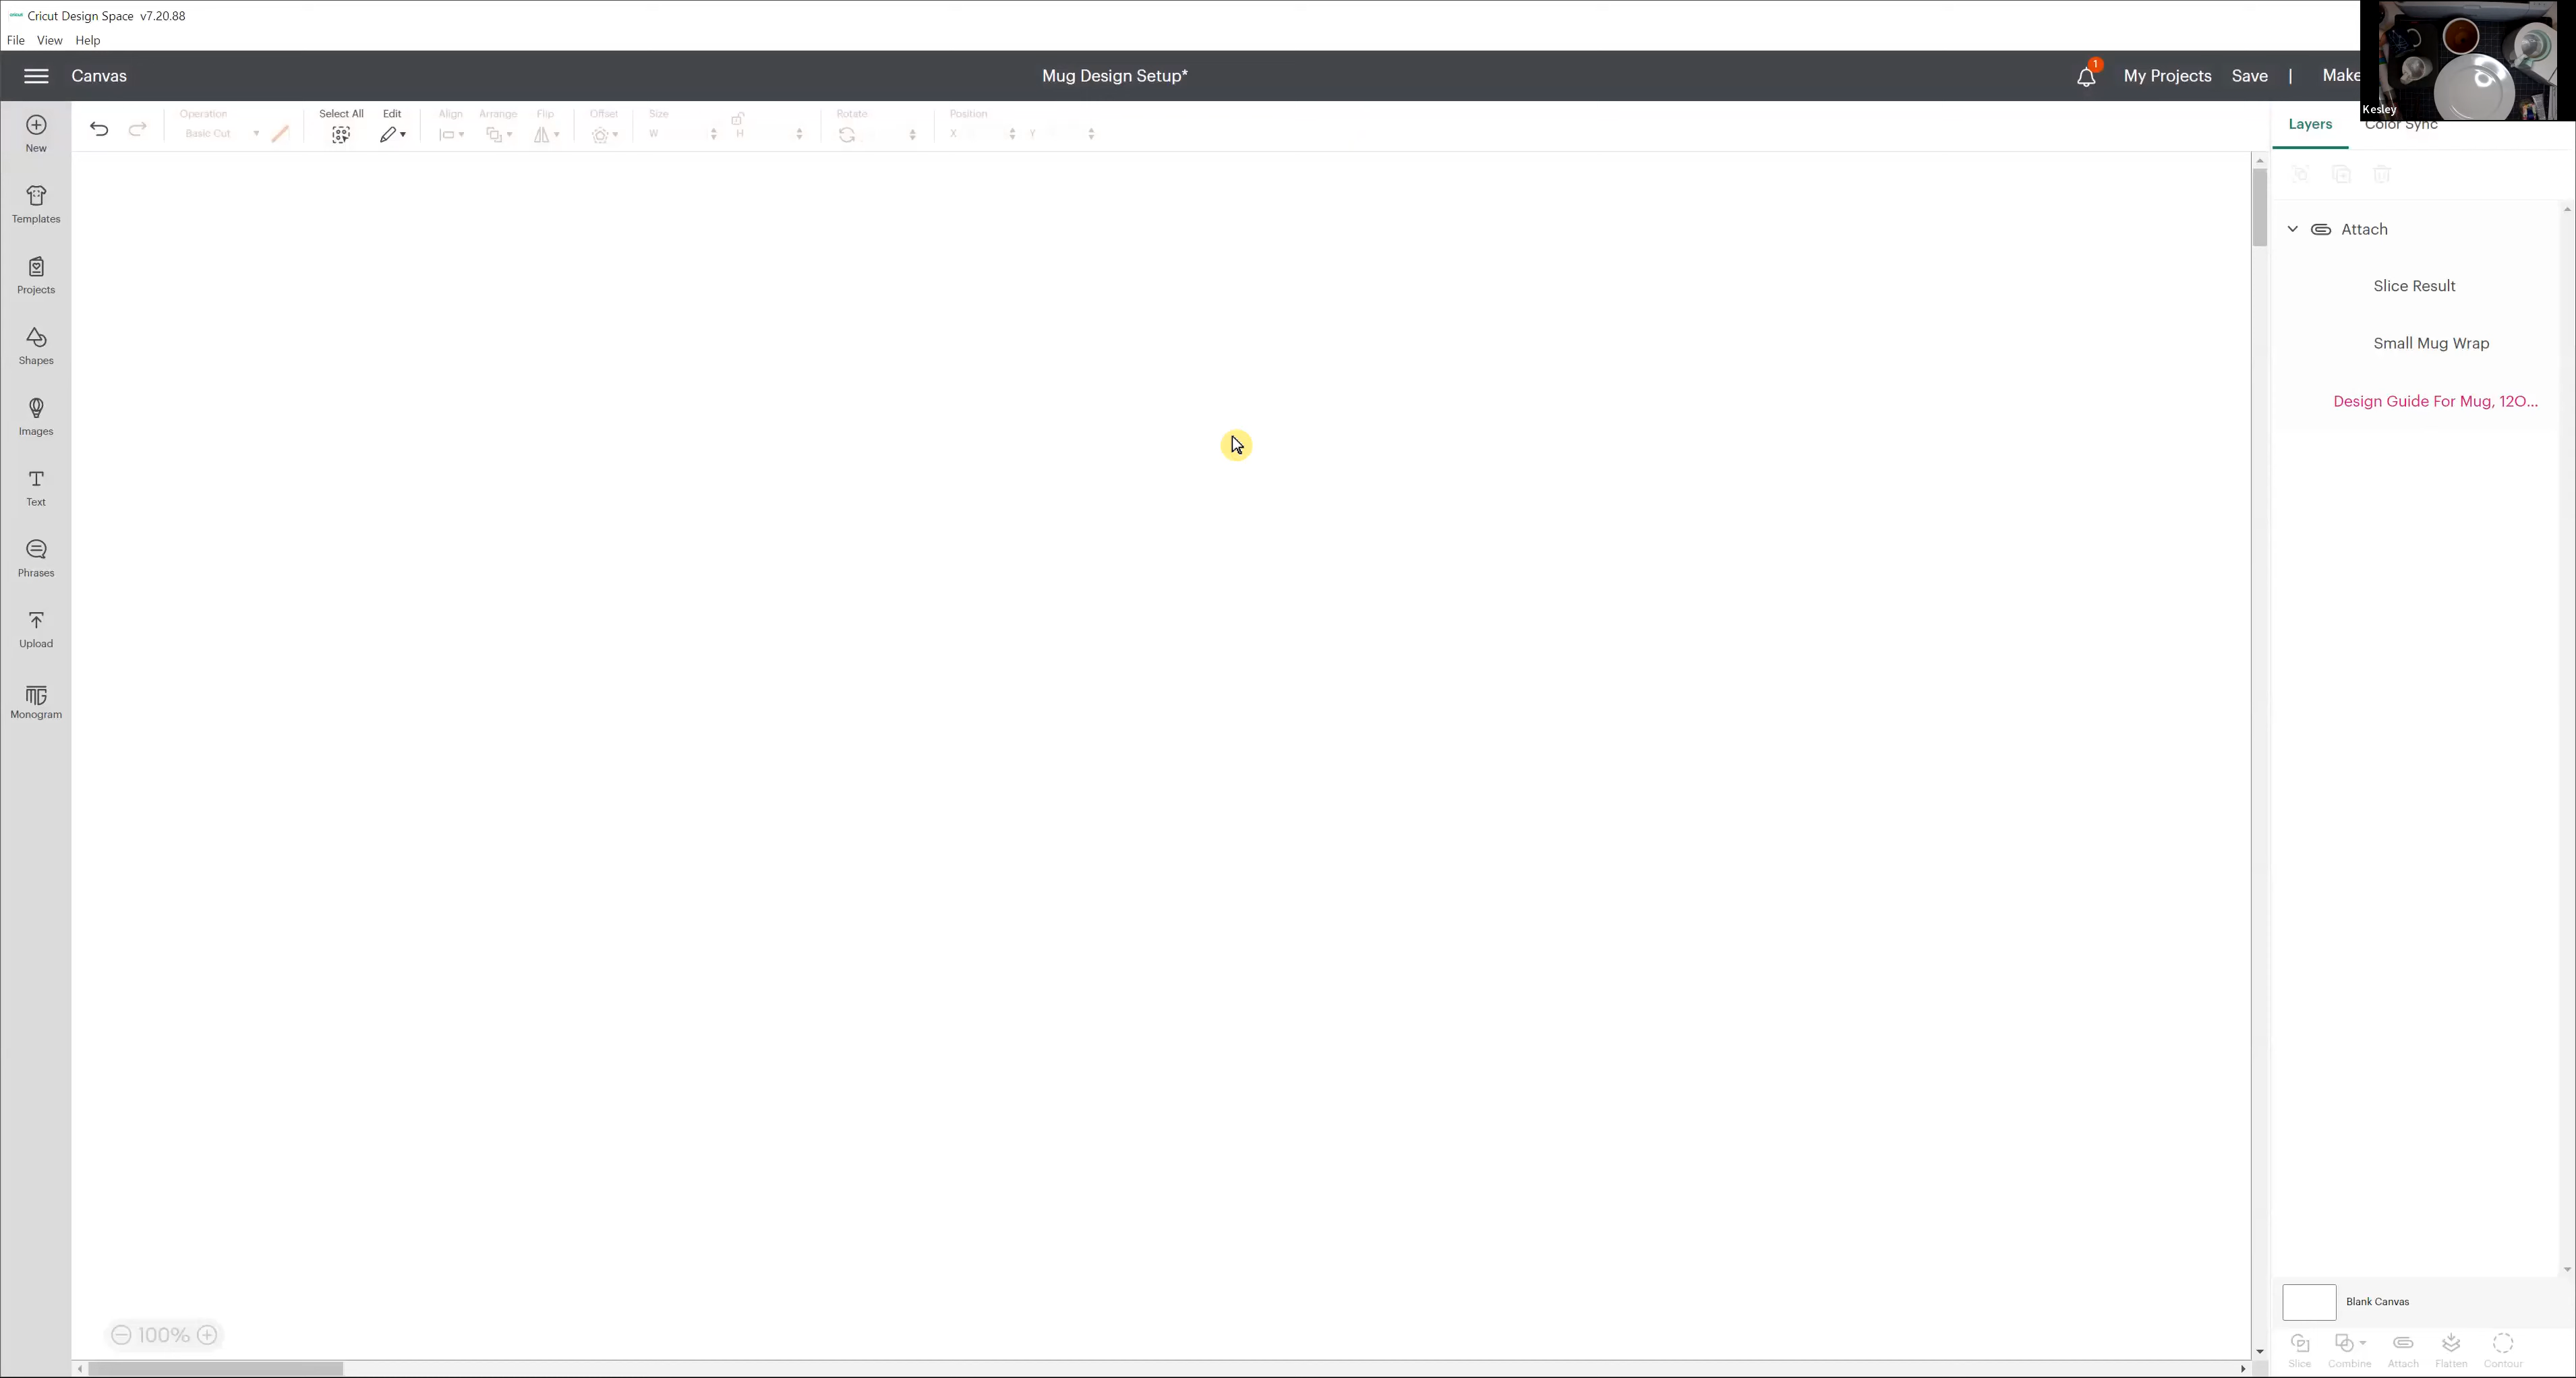 Cricut Design Space v7.20.88
File View Help
Canvas
Mug Design Setup*
1
My Projects Save | Make
Kesley
New
Templates
Projects
Shapes
Images
Text
Phrases
Upload
Monogram
Operation
Basic Cut
Select All
Edit
Align
Arrange
Flip
Offset
Size
W
H
Rotate
Position
X
Y
Layers
Color Sync
Attach
Slice Result
Small Mug Wrap
Design Guide For Mug, 12O...
100%
Blank Canvas
Slice
Combine
Attach
Flatten
Contour